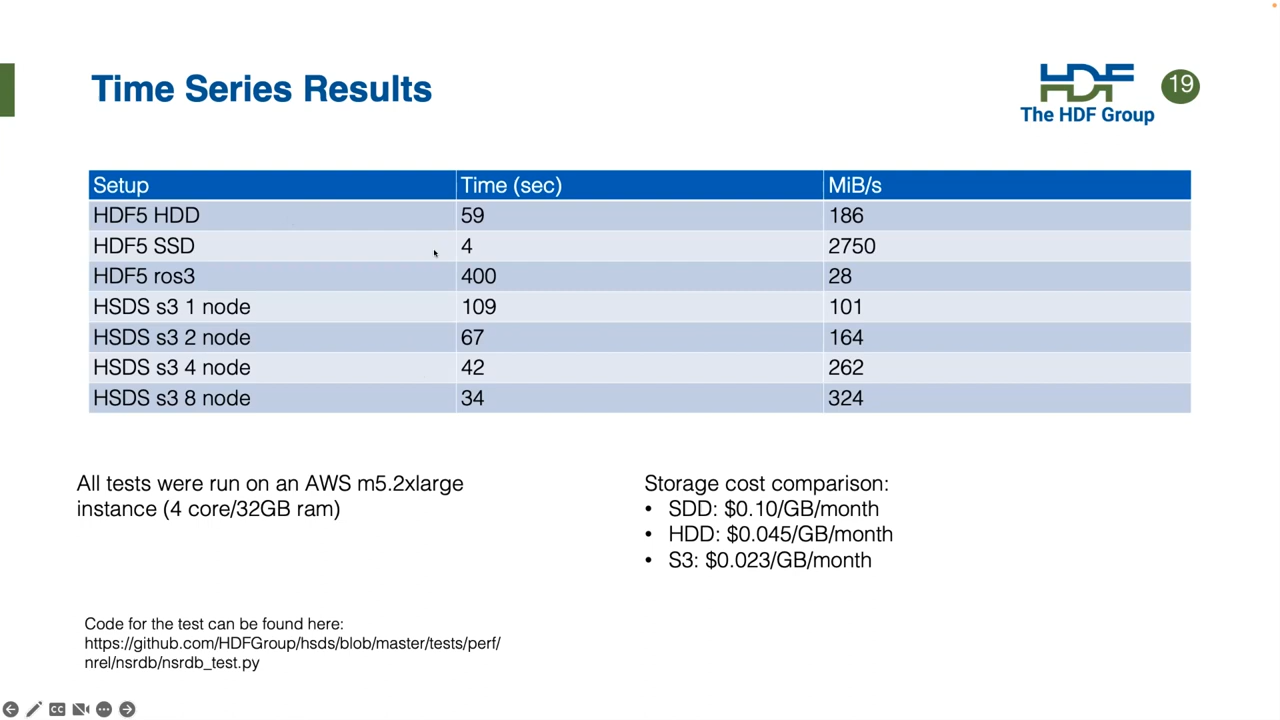 Time Series Results
HDF
The HDF Group
19
Setup Time (sec) MiB/s
HDF5 HDD 59 186
HDF5 SSD 4 2750
HDF5 ros3 400 28
HSDS s3 1 node 109 101
HSDS s3 2 node 67 164
HSDS s3 4 node 42 262
HSDS s3 8 node 34 324
All tests were run on an AWS m5.2xlarge
instance (4 core/32GB ram)
Storage cost comparison:
• SDD: $0.10/GB/month
• HDD: $0.045/GB/month
• S3: $0.023/GB/month
Code for the test can be found here:
https://github.com/HDFGroup/hsds/blob/master/tests/perf/
nrel/nsrdb/nsrdb_test.py
CC